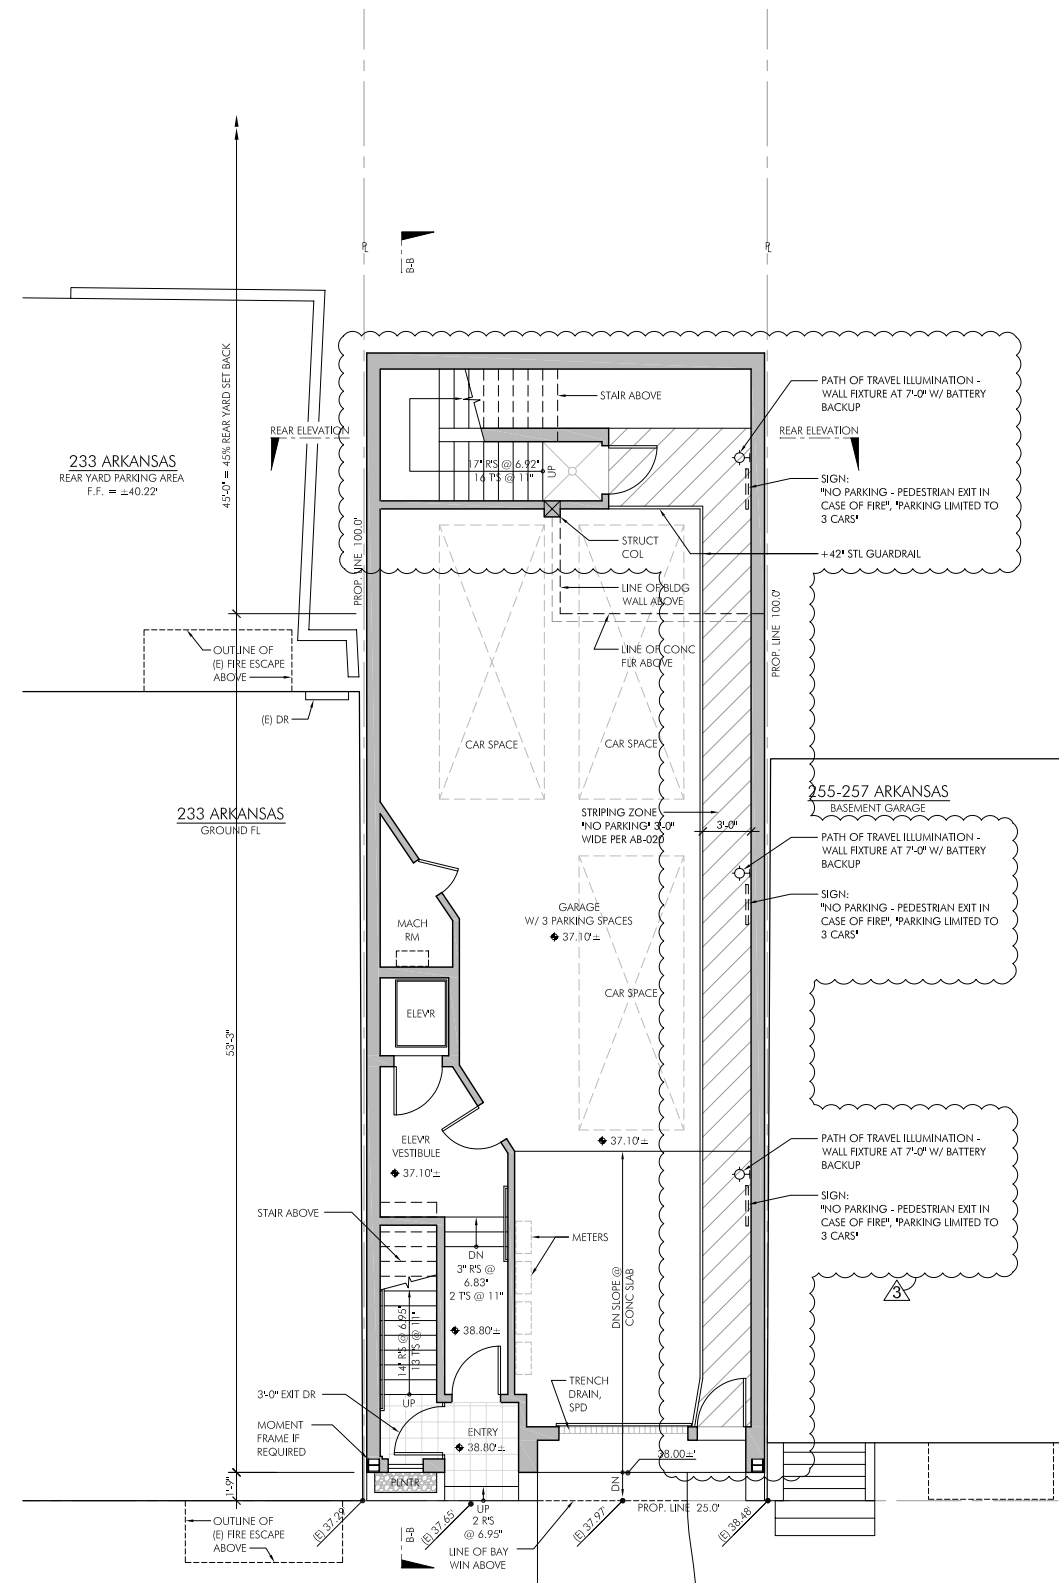 PL
PL
B-B
45'-0" = 45% REAR YARD SET BACK
REAR ELEVATION
REAR ELEVATION
233 ARKANSAS
REAR YARD PARKING AREA
F.F. = ±40.22'
STAIR ABOVE
PATH OF TRAVEL ILLUMINATION -
WALL FIXTURE AT 7'-0" W/ BATTERY
BACKUP
17" R'S @ 6.92"
16 T'S @ 11"
UP
SIGN:
"NO PARKING - PEDESTRIAN EXIT IN
CASE OF FIRE", "PARKING LIMITED TO
3 CARS"
PROP. LINE 100.0'
STRUCT
COL
+42" STL GUARDRAIL
LINE OF BLDG
WALL ABOVE
PROP. LINE 100.0'
LINE OF CONC
FLR ABOVE
OUTLINE OF
(E) FIRE ESCAPE
ABOVE
(E) DR
CAR SPACE
CAR SPACE
233 ARKANSAS
GROUND FL
255-257 ARKANSAS
BASEMENT GARAGE
STRIPING ZONE
"NO PARKING" 3'-0"
WIDE PER AB-020
3'-0"
PATH OF TRAVEL ILLUMINATION -
WALL FIXTURE AT 7'-0" W/ BATTERY
BACKUP
SIGN:
"NO PARKING - PEDESTRIAN EXIT IN
CASE OF FIRE", "PARKING LIMITED TO
3 CARS"
MACH
RM
GARAGE
W/ 3 PARKING SPACES
37.10'±
CAR SPACE
ELEV'R
53'-3"
37.10'±
ELEV'R
VESTIBULE
37.10'±
PATH OF TRAVEL ILLUMINATION -
WALL FIXTURE AT 7'-0" W/ BATTERY
BACKUP
SIGN:
"NO PARKING - PEDESTRIAN EXIT IN
CASE OF FIRE", "PARKING LIMITED TO
3 CARS"
STAIR ABOVE
METERS
DN
3" R'S @
6.83"
2 T'S @ 11"
DN SLOPE @
CONC SLAB
3
14" R'S @ 6.95"
13 T'S @ 11"
38.80'±
UP
3'-0" EXIT DR
TRENCH
DRAIN,
SPD
MOMENT
FRAME IF
REQUIRED
ENTRY
38.80'±
38.00±'
PLNTR
DN
1'-9"
UP
2 R'S
@ 6.95"
PROP. LINE 25.0'
(E) 37.29'
(E) 37.65'
(E) 37.97'
(E) 38.48'
OUTLINE OF
(E) FIRE ESCAPE
ABOVE
B-B
LINE OF BAY
WIN ABOVE